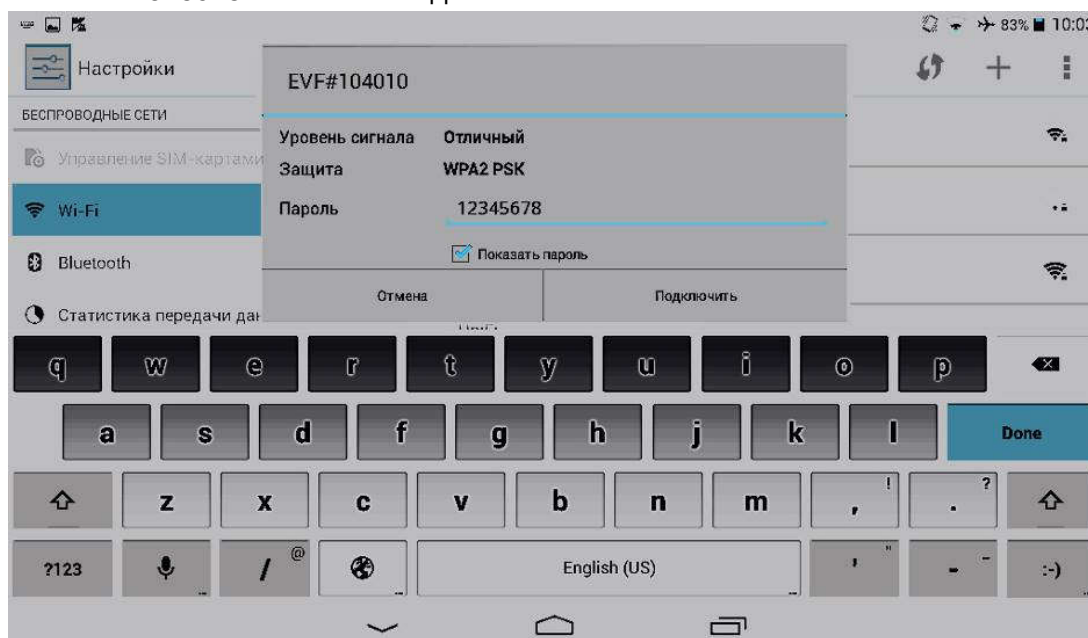 83% 10:03
Настройки
EVF#104010
БЕСПРОВОДНЫЕ СЕТИ
Уровень сигнала Отличный
Управление SIM-картами
Защита WPA2 PSK
Wi-Fi
Пароль 12345678
Bluetooth
Показать пароль
Отмена Подключить
Статистика передачи дан
q w e r t y u i o p
a s d f g h j k l Done
z x c v b n m , ! . ?
?123 / @ English (US) ' " - _ :-)